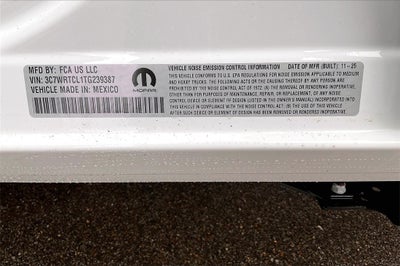 MFD BY: FCA US LLC
VIN: 3C7WRTCL1TG239387
VEHICLE MADE IN: MEXICO
MOPAR
VEHICLE NOISE EMISSION CONTROL INFORMATION DATE OF MFR (BUILT) 11 - 25
THIS VEHICLE CONFORMS TO U.S. EPA REGULATIONS FOR NOISE EMISSION APPLICABLE TO MEDIUM
AND HEAVY TRUCKS. THE FOLLOWING ACTS OR THE CAUSING THEREOF BY ANY PERSON ARE
PROHIBITED BY THE NOISE CONTROL ACT OF 1972: (A) THE REMOVAL OR RENDERING INOPERATIVE,
OTHER THAN FOR PURPOSES OF MAINTENANCE, REPAIR, OR REPLACEMENT, OF ANY NOISE CONTROL
DEVICE OR ELEMENT OF DESIGN (LISTED IN THE OWNER'S MANUAL) INCORPORATED INTO
THIS VEHICLE IN COMPLIANCE WITH THE NOISE CONTROL ACT; (B) THE USE OF THIS VEHICLE
AFTER SUCH DEVICE OR ELEMENT OF DESIGN HAS BEEN REMOVED OR RENDERED INOPERATIVE.